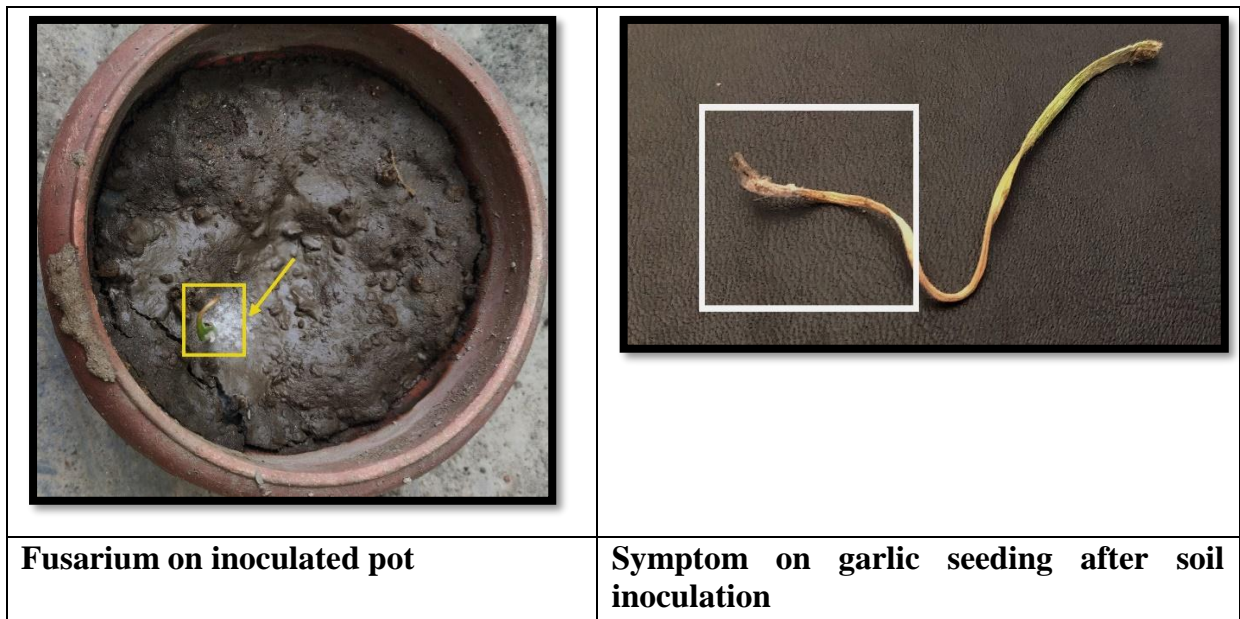 Fusarium on inoculated pot
Symptom on garlic seeding after soil
inoculation